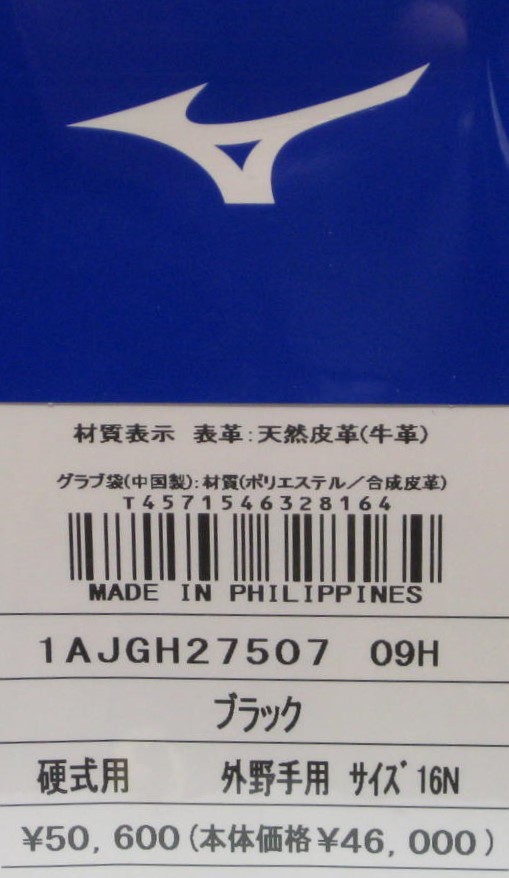 材質表示 表革:天然皮革(牛革)
グラブ袋(中国製):材質(ポリエステル/合成皮革)
T4571546328164
MADE IN PHILIPPINES
1AJGH27507 09H
ブラック
硬式用 外野手用 サイズ16N
¥50,600(本体価格¥46,000)